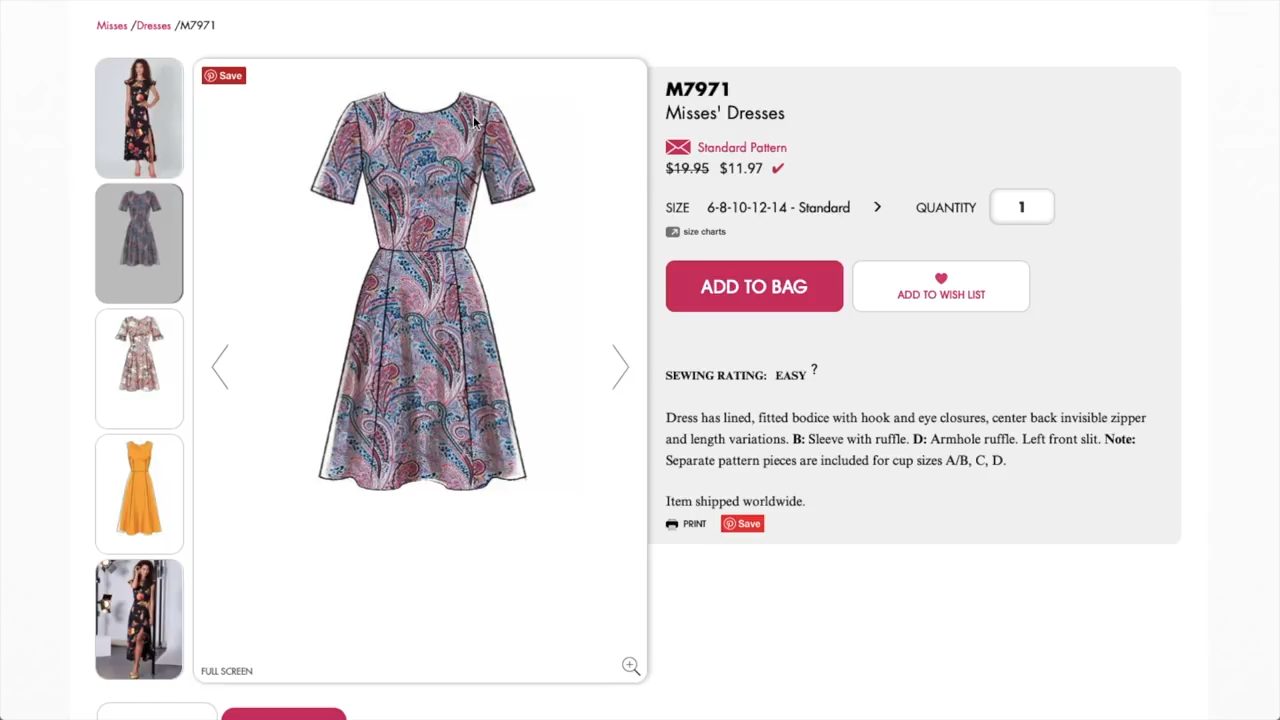 Misses /Dresses /M7971
Save
M7971
Misses' Dresses
Standard Pattern
$19.95 $11.97
SIZE 6-8-10-12-14 - Standard > QUANTITY 1
size charts
ADD TO BAG
ADD TO WISH LIST
SEWING RATING: EASY ?
Dress has lined, fitted bodice with hook and eye closures, center back invisible zipper
and length variations. B: Sleeve with ruffle. D: Armhole ruffle. Left front slit. Note:
Separate pattern pieces are included for cup sizes A/B, C, D.
Item shipped worldwide.
PRINT Save
FULL SCREEN